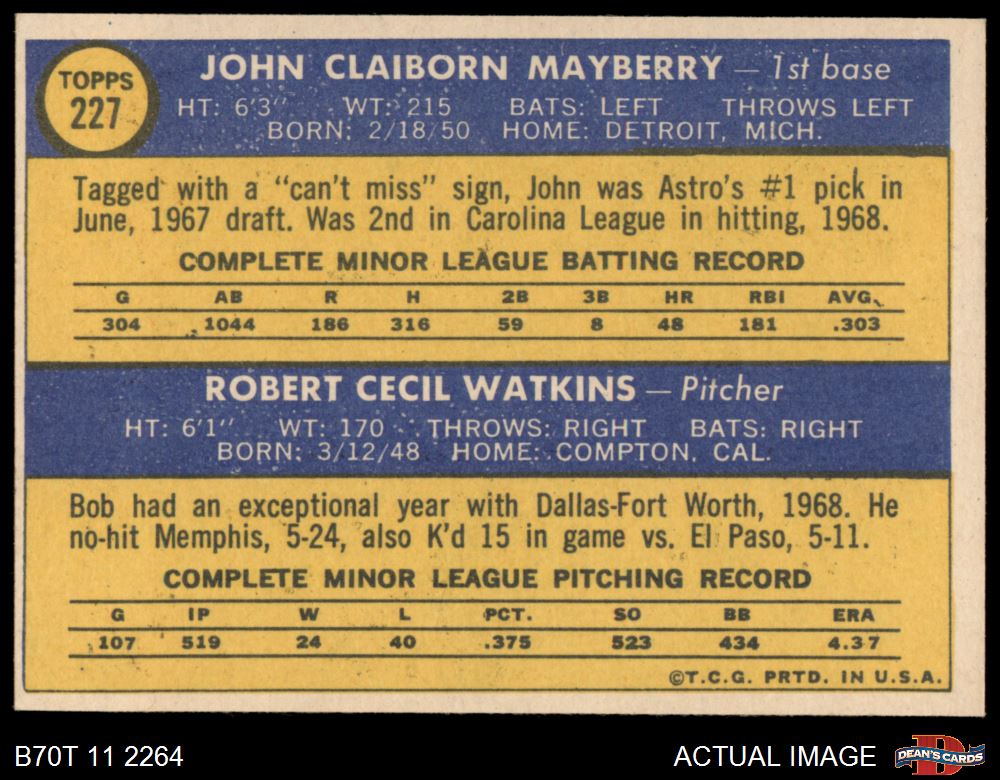 TOPPS
227
JOHN CLAIBORN MAYBERRY — 1st base
HT: 6'3" WT: 215 BATS: LEFT THROWS LEFT
BORN: 2/18/50 HOME: DETROIT, MICH.
Tagged with a “can't miss” sign, John was Astro's #1 pick in
June, 1967 draft. Was 2nd in Carolina League in hitting, 1968.
COMPLETE MINOR LEAGUE BATTING RECORD
G AB R H 2B 3B HR RBI AVG.
304 1044 186 316 59 8 48 181 .303
ROBERT CECIL WATKINS — Pitcher
HT: 6'1" WT: 170 THROWS: RIGHT BATS: RIGHT
BORN: 3/12/48 HOME: COMPTON, CAL.
Bob had an exceptional year with Dallas-Fort Worth, 1968. He
no-hit Memphis, 5-24, also K'd 15 in game vs. El Paso, 5-11.
COMPLETE MINOR LEAGUE PITCHING RECORD
G IP W L PCT. SO BB ERA
107 519 24 40 .375 523 434 4.37
©T.C.G. PRTD. IN U.S.A.
B70T 11 2264
ACTUAL IMAGE
DEAN'S CARDS